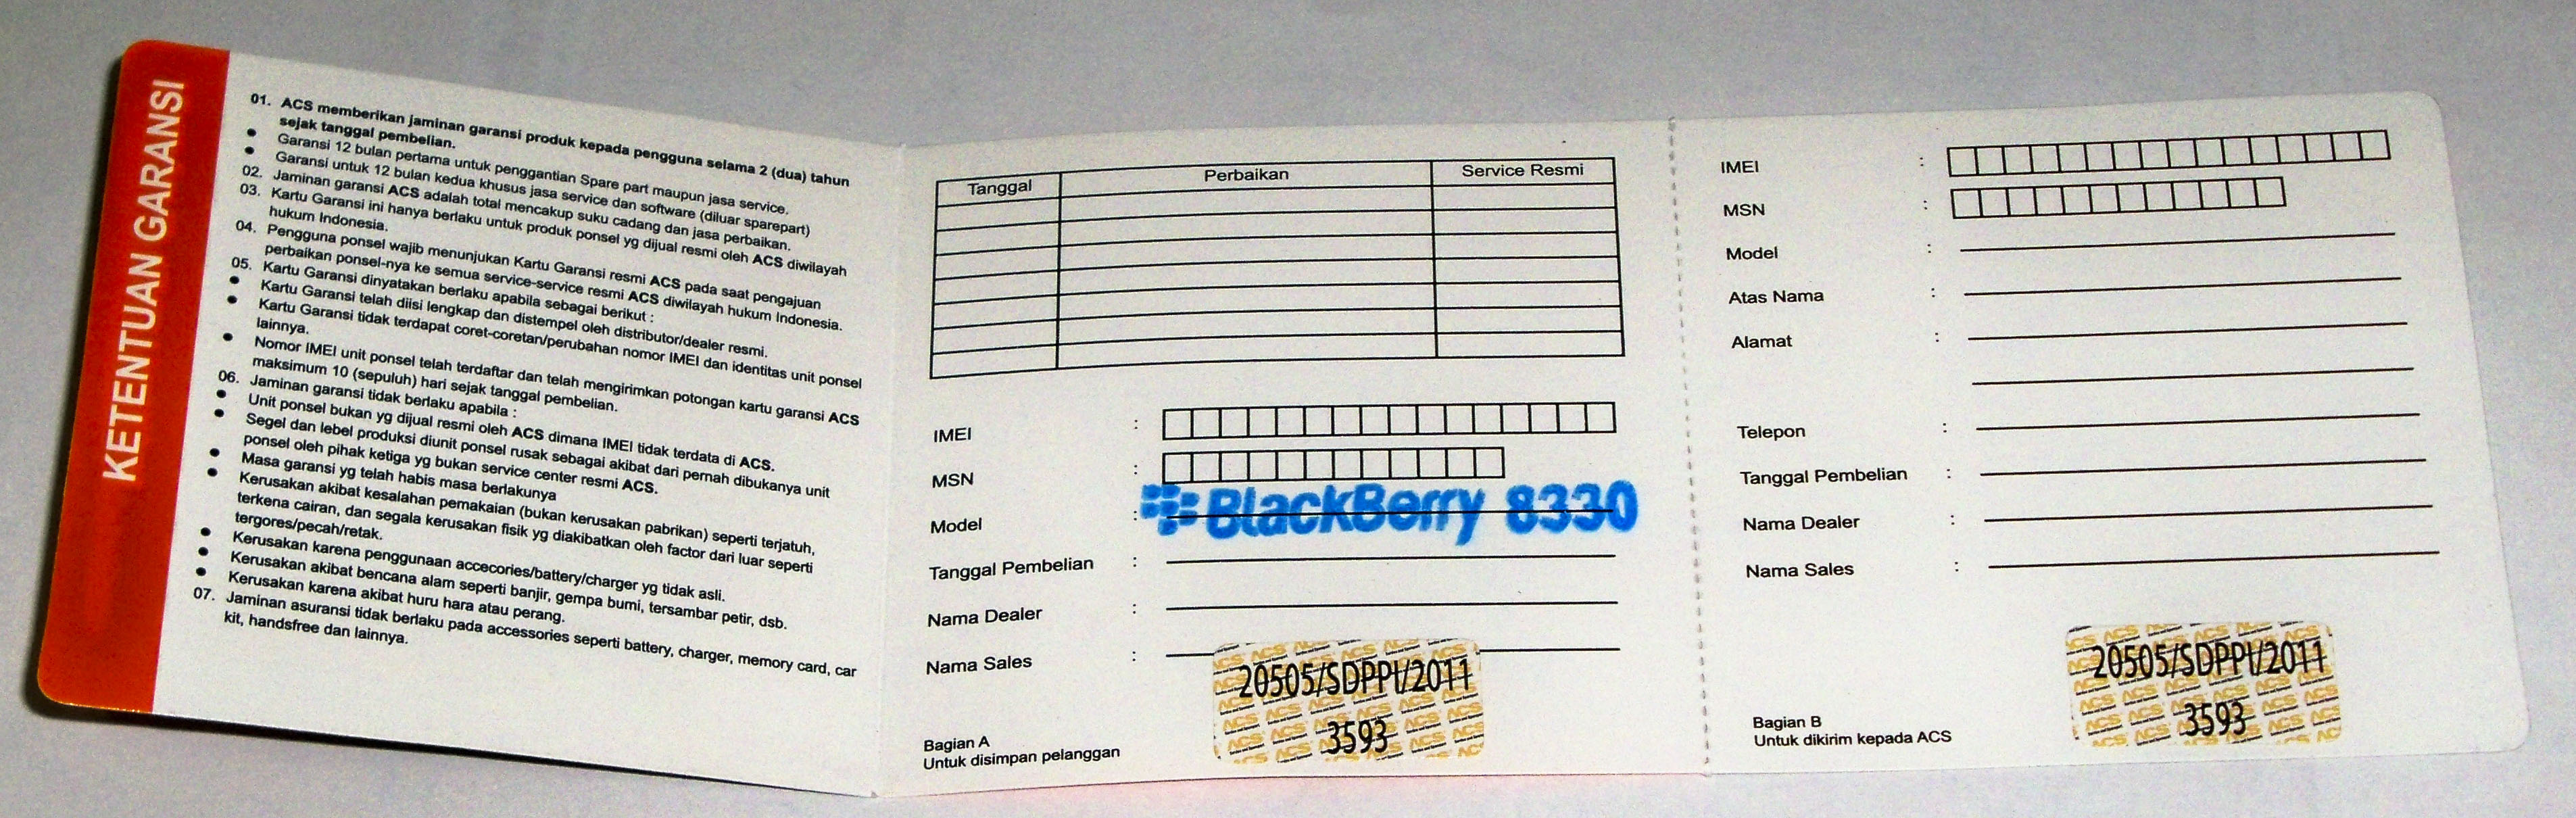 KETENTUAN GARANSI
01. ACS memberikan jaminan garansi produk kepada pengguna selama 2 (dua) tahun
sejak tanggal pembelian.
• Garansi 12 bulan pertama untuk penggantian Spare part maupun jasa service.
• Garansi untuk 12 bulan kedua khusus jasa service dan software (diluar sparepart)
02. Jaminan garansi ACS adalah total mencakup suku cadang dan jasa perbaikan.
03. Kartu Garansi ini hanya berlaku untuk produk ponsel yg dijual resmi oleh ACS diwilayah
hukum Indonesia.
04. Pengguna ponsel wajib menunjukan Kartu Garansi resmi ACS pada saat pengajuan
perbaikan ponsel-nya ke semua service-service resmi ACS diwilayah hukum Indonesia.
05. Kartu Garansi dinyatakan berlaku apabila sebagai berikut :
• Kartu Garansi telah diisi lengkap dan distempel oleh distributor/dealer resmi.
• Kartu Garansi tidak terdapat coret-coretan/perubahan nomor IMEI dan identitas unit ponsel
lainnya.
• Nomor IMEI unit ponsel telah terdaftar dan telah mengirimkan potongan kartu garansi ACS
maksimum 10 (sepuluh) hari sejak tanggal pembelian.
06. Jaminan garansi tidak berlaku apabila :
• Unit ponsel bukan yg dijual resmi oleh ACS dimana IMEI tidak terdata di ACS.
• Segel dan lebel produksi diunit ponsel rusak sebagai akibat dari pernah dibukanya unit
ponsel oleh pihak ketiga yg bukan service center resmi ACS.
• Masa garansi yg telah habis masa berlakunya
• Kerusakan akibat kesalahan pemakaian (bukan kerusakan pabrikan) seperti terjatuh,
terkena cairan, dan segala kerusakan fisik yg diakibatkan oleh factor dari luar seperti
tergores/pecah/retak.
• Kerusakan karena penggunaan accecories/battery/charger yg tidak asli.
• Kerusakan akibat bencana alam seperti banjir, gempa bumi, tersambar petir, dsb.
• Kerusakan karena akibat huru hara atau perang.
07. Jaminan asuransi tidak berlaku pada accessories seperti battery, charger, memory card, car
kit, handsfree dan lainnya.
Tanggal Perbaikan Service Resmi
IMEI :
MSN :
Model : BlackBerry 8330
Tanggal Pembelian :
Nama Dealer :
Nama Sales :
20505/SDPPI/2011
3593
Bagian A
Untuk disimpan pelanggan
IMEI :
MSN :
Model :
Atas Nama :
Alamat :
Telepon :
Tanggal Pembelian :
Nama Dealer :
Nama Sales :
20505/SDPPI/2011
3593
Bagian B
Untuk dikirim kepada ACS